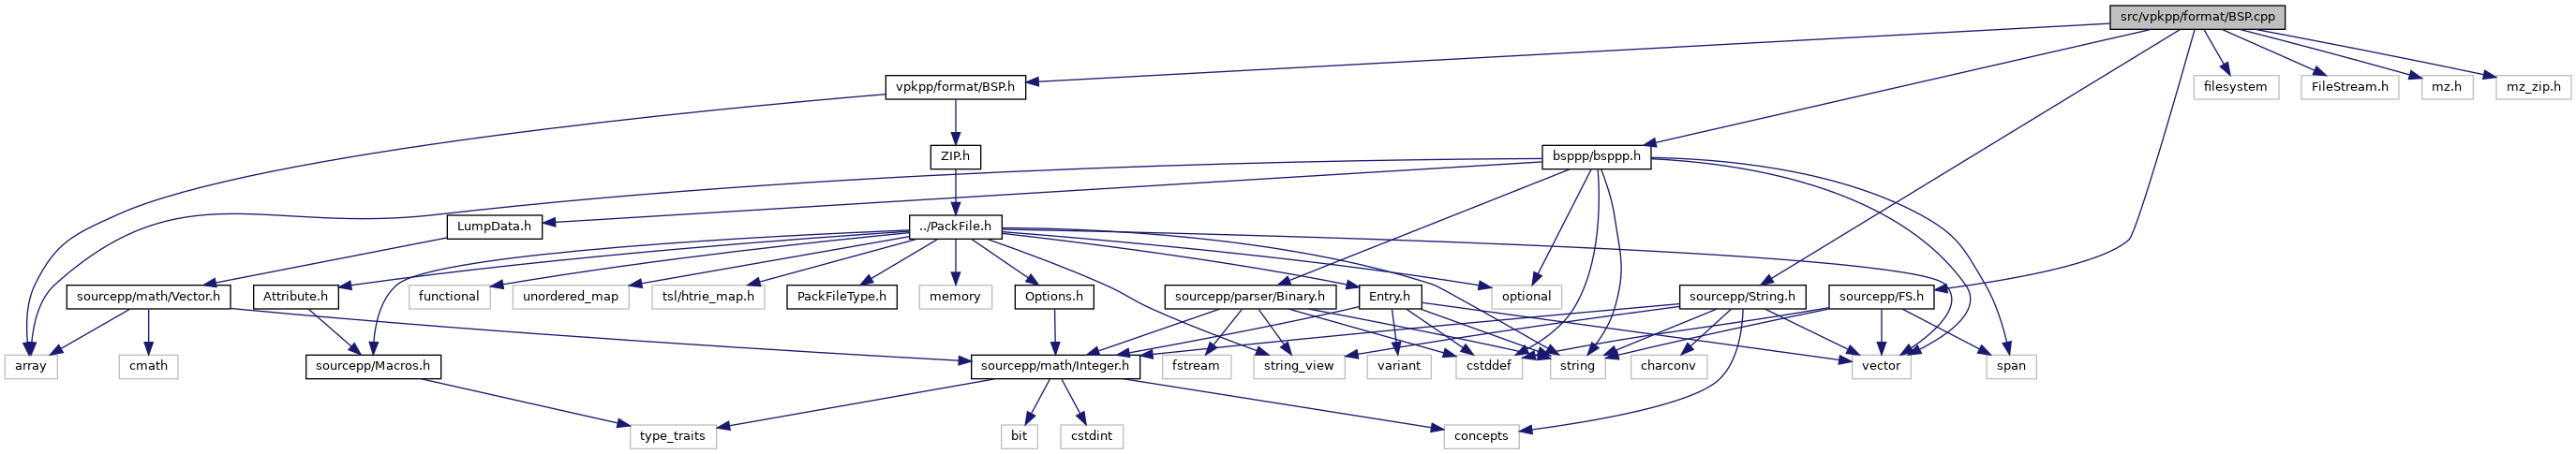 src/vpkpp/format/BSP.cpp
vpkpp/format/BSP.h
filesystem
FileStream.h
mz.h
mz_zip.h
ZIP.h
bsppp/bsppp.h
LumpData.h
../PackFile.h
sourcepp/math/Vector.h
Attribute.h
functional
unordered_map
tsl/htrie_map.h
PackFileType.h
memory
Options.h
sourcepp/parser/Binary.h
Entry.h
optional
sourcepp/String.h
sourcepp/FS.h
array
cmath
sourcepp/Macros.h
sourcepp/math/Integer.h
fstream
string_view
variant
cstddef
string
charconv
vector
span
type_traits
bit
cstdint
concepts